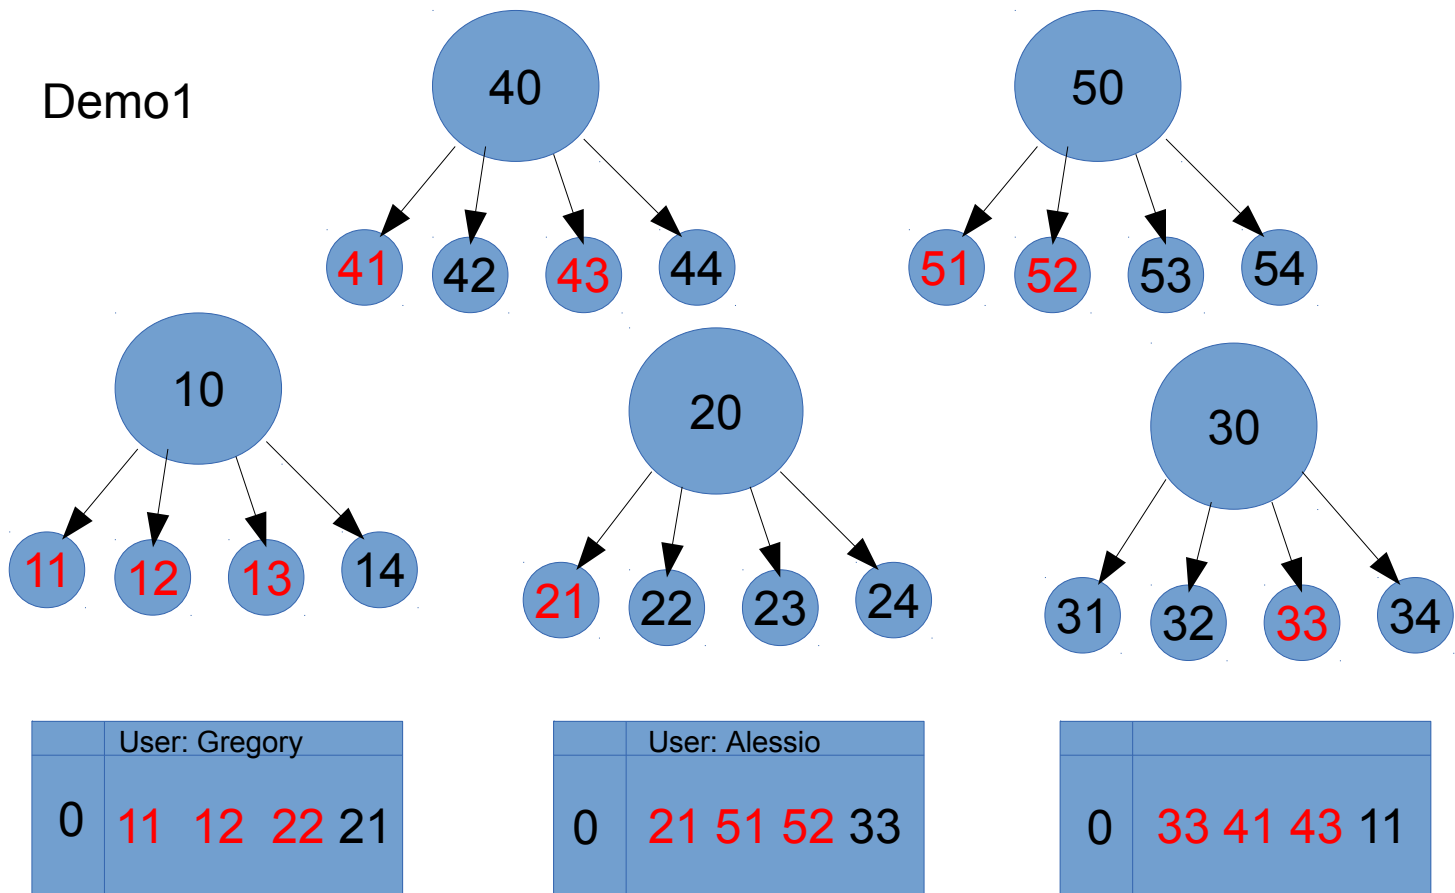 Demo1
40
50
41 42 43 44
51 52 53 54
10
20
30
11 12 13 14
21 22 23 24
31 32 33 34
User: Gregory
0 11 12 22 21
User: Alessio
0 21 51 52 33
0 33 41 43 11